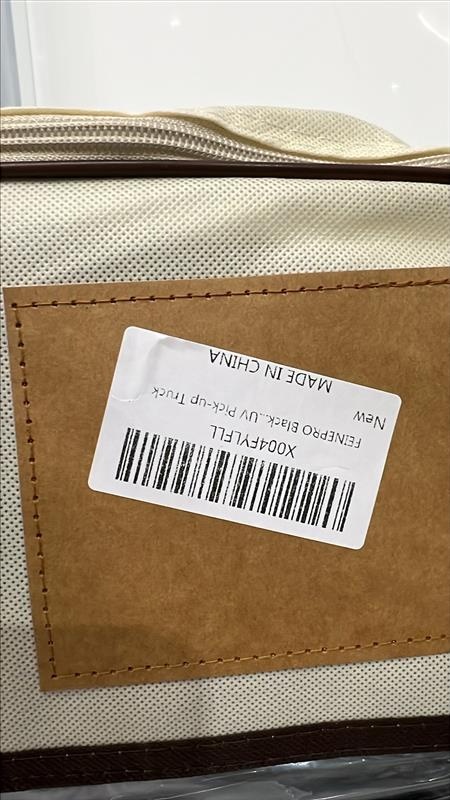 X004FYLFLL
FEINEPRO Black...UV Pick-up Truck
New
MADE IN CHINA